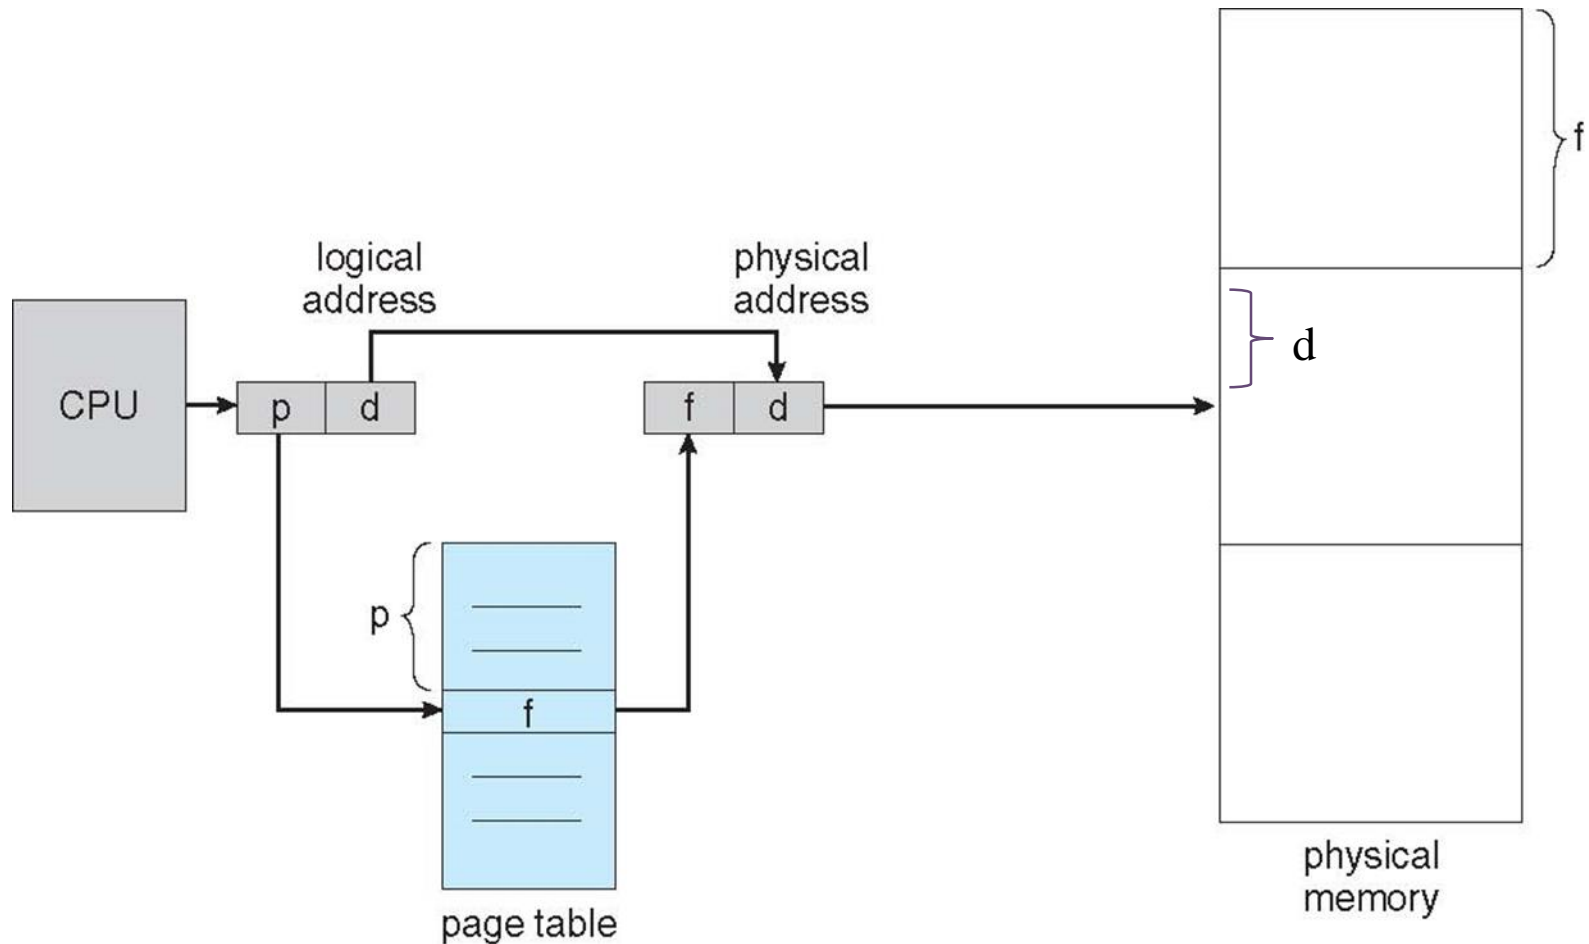 f
logical
address
physical
address
d
CPU
p d
f d
p
f
physical
memory
page table